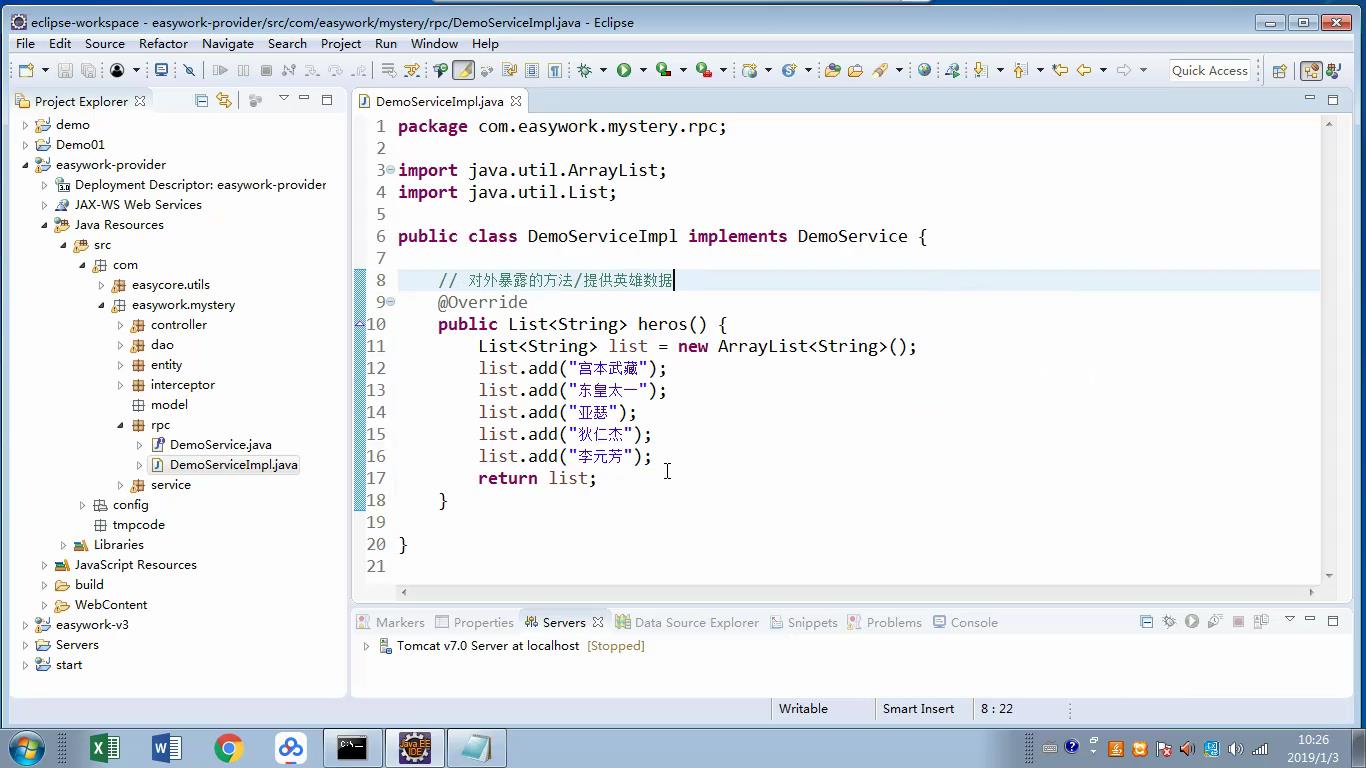 eclipse-workspace - easywork-provider/src/com/easywork/mystery/rpc/DemoServiceImpl.java - Eclipse
File Edit Source Refactor Navigate Search Project Run Window Help
Quick Access
Project Explorer
demo
Demo01
easywork-provider
Deployment Descriptor: easywork-provider
JAX-WS Web Services
Java Resources
src
com
easycore.utils
easywork.mystery
controller
dao
entity
interceptor
model
rpc
DemoService.java
DemoServiceImpl.java
service
config
tmpcode
Libraries
JavaScript Resources
build
WebContent
easywork-v3
Servers
start
DemoServiceImpl.java
1 package com.easywork.mystery.rpc;
2
3 import java.util.ArrayList;
4 import java.util.List;
5
6 public class DemoServiceImpl implements DemoService {
7
8 // 对外暴露的方法/提供英雄数据
9 @Override
10 public List<String> heros() {
11 List<String> list = new ArrayList<String>();
12 list.add("宫本武藏");
13 list.add("东皇太一");
14 list.add("亚瑟");
15 list.add("狄仁杰");
16 list.add("李元芳");
17 return list;
18 }
19
20 }
21
Markers Properties Servers Data Source Explorer Snippets Problems Console
Tomcat v7.0 Server at localhost [Stopped]
Writable Smart Insert 8 : 22
C:\.
Java EE
IDE
10:26
2019/1/3